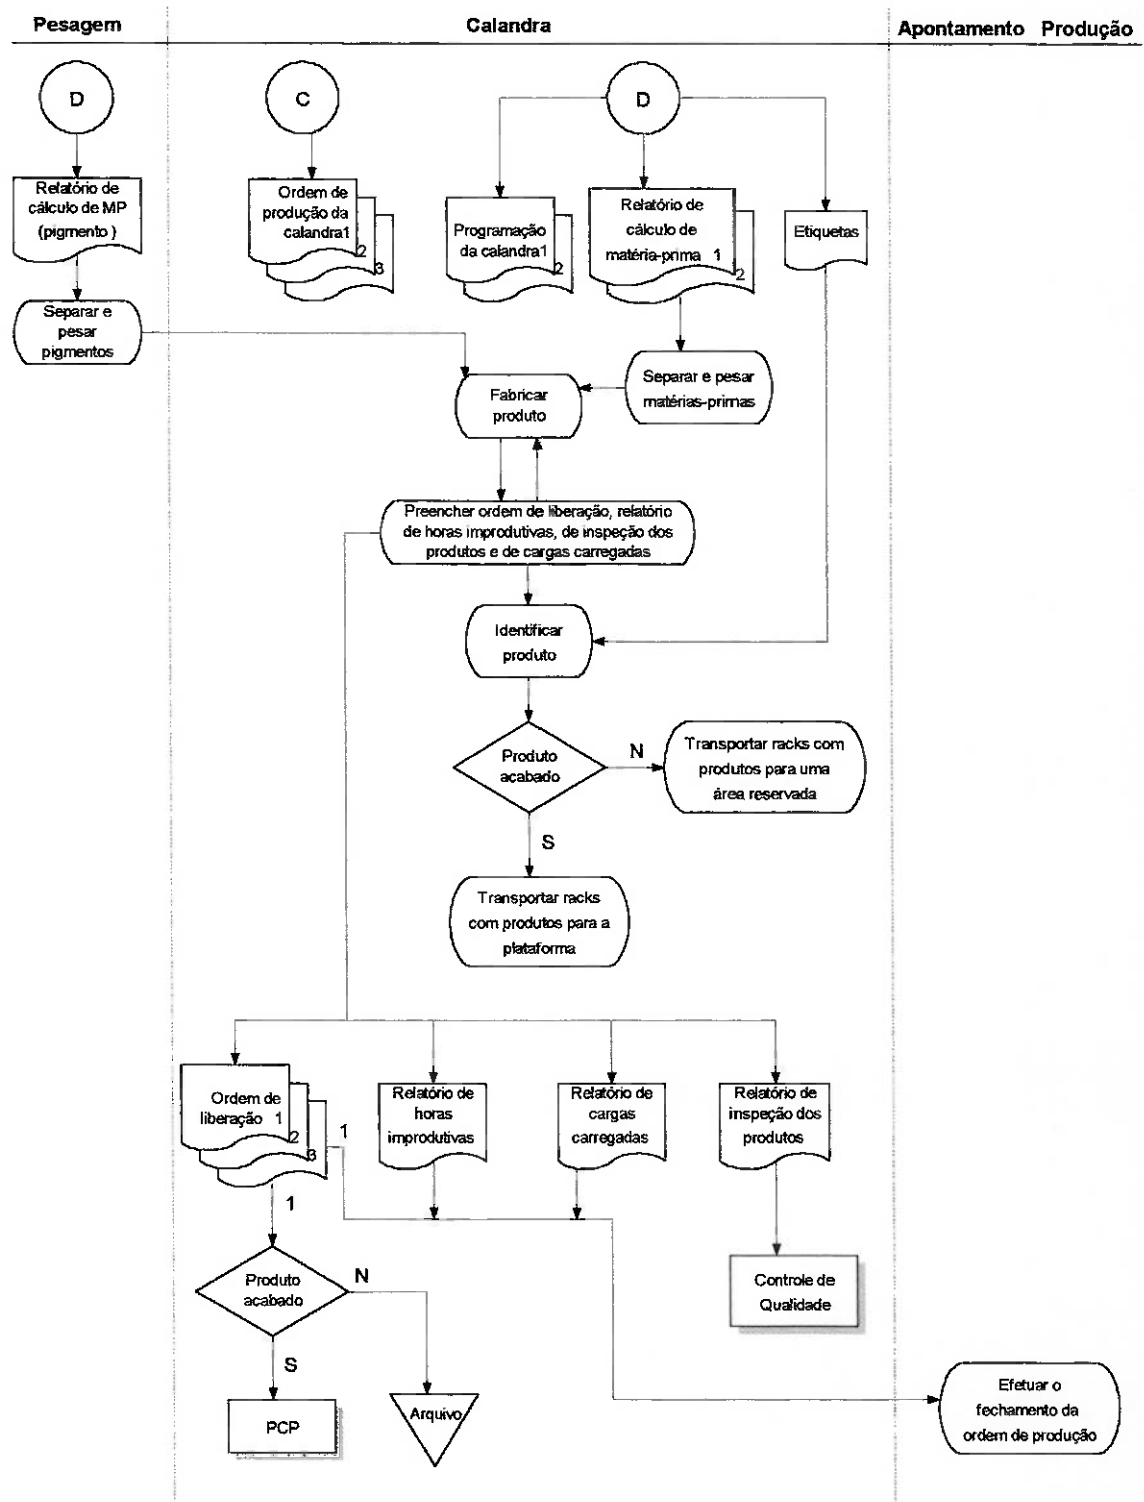 Pesagem
Calandra
Apontamento Produção
D
C
D
Relatório de
cálculo de MP
(pigmento )
Ordem de
produção da
calandra1
2
3
Programação
da calandra1
2
Relatório de
cálculo de
matéria-prima 1
2
Etiquetas
Separar e
pesar
pigmentos
Fabricar
produto
Separar e pesar
matérias-primas
Preencher ordem de liberação, relatório
de horas improdutivas, de inspeção dos
produtos e de cargas carregadas
Identificar
produto
Produto
acabado
N
Transportar racks com
produtos para uma
área reservada
S
Transportar racks
com produtos para a
plataforma
Ordem de
liberação 1
2
3
1
Relatório de
horas
improdutivas
Relatório de
cargas
carregadas
Relatório de
inspeção dos
produtos
1
Produto
acabado
N
Controle de
Qualidade
S
PCP
Arquivo
Efetuar o
fechamento da
ordem de produção